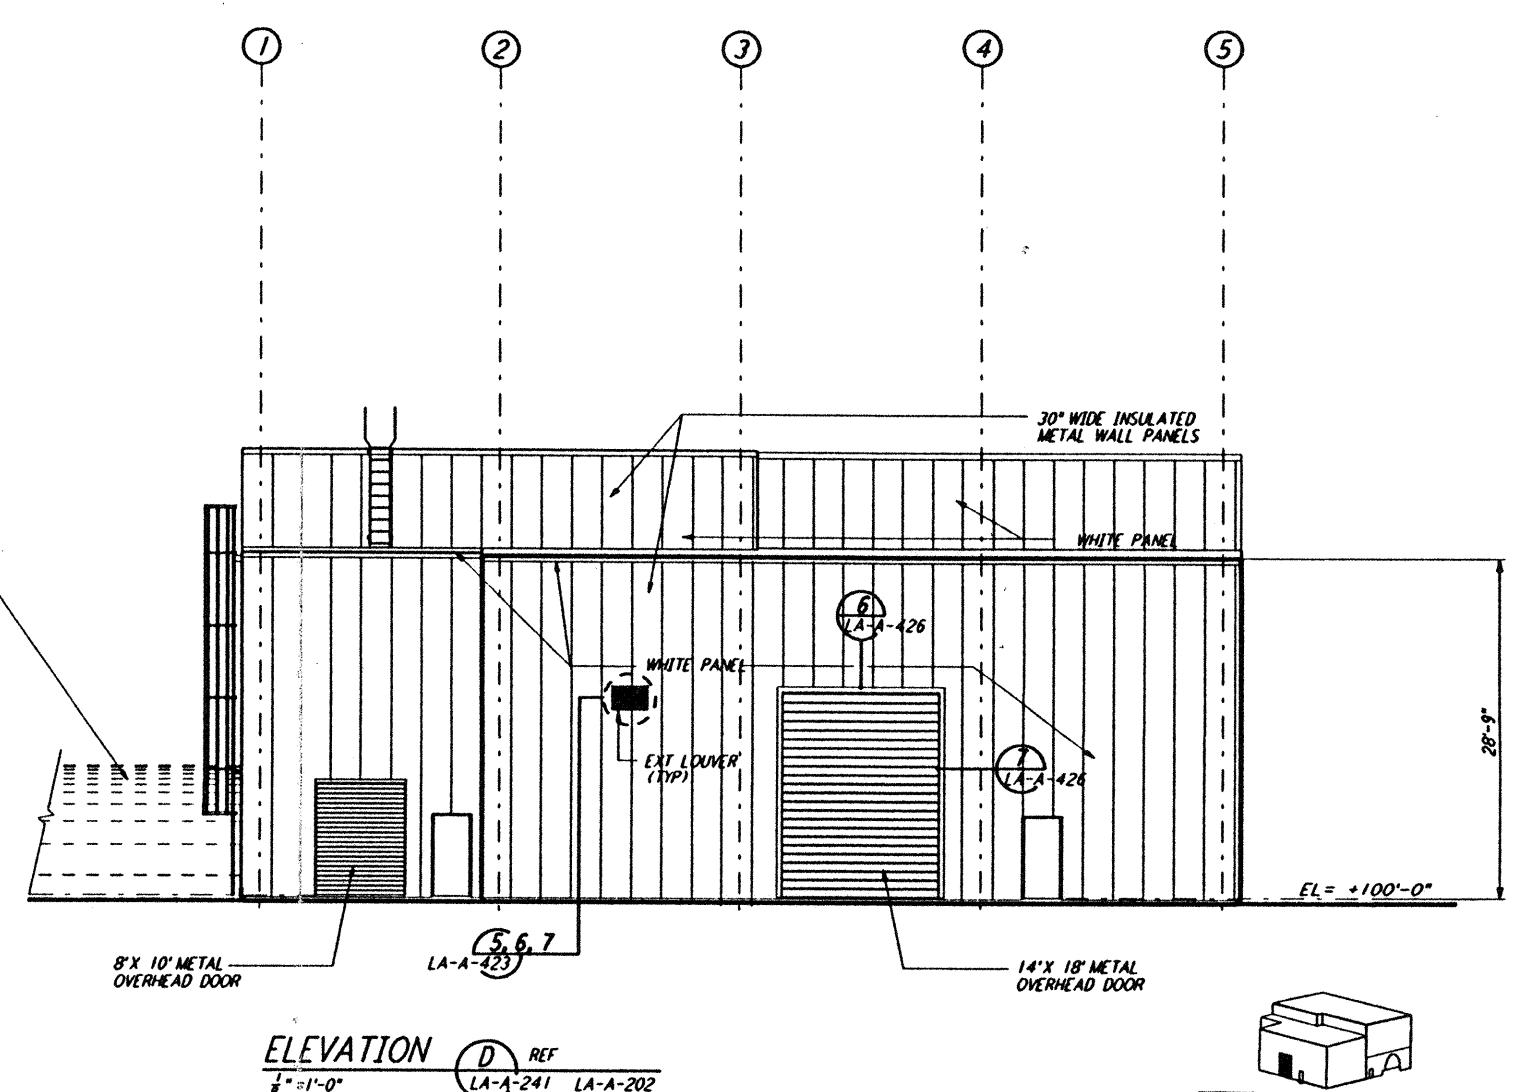 1 2 3 4 5
30" WIDE INSULATED
METAL WALL PANELS
WHITE PANEL
6
LA-A-426
WHITE PANEL
28'-9"
EXT LOUVER
(TYP)
7
LA-A-426
EL= +100'-0"
5, 6, 7
LA-A-423
8'X 10' METAL
OVERHEAD DOOR
14'X 18' METAL
OVERHEAD DOOR
ELEVATION D REF
1/8"=1'-0" LA-A-241 LA-A-202